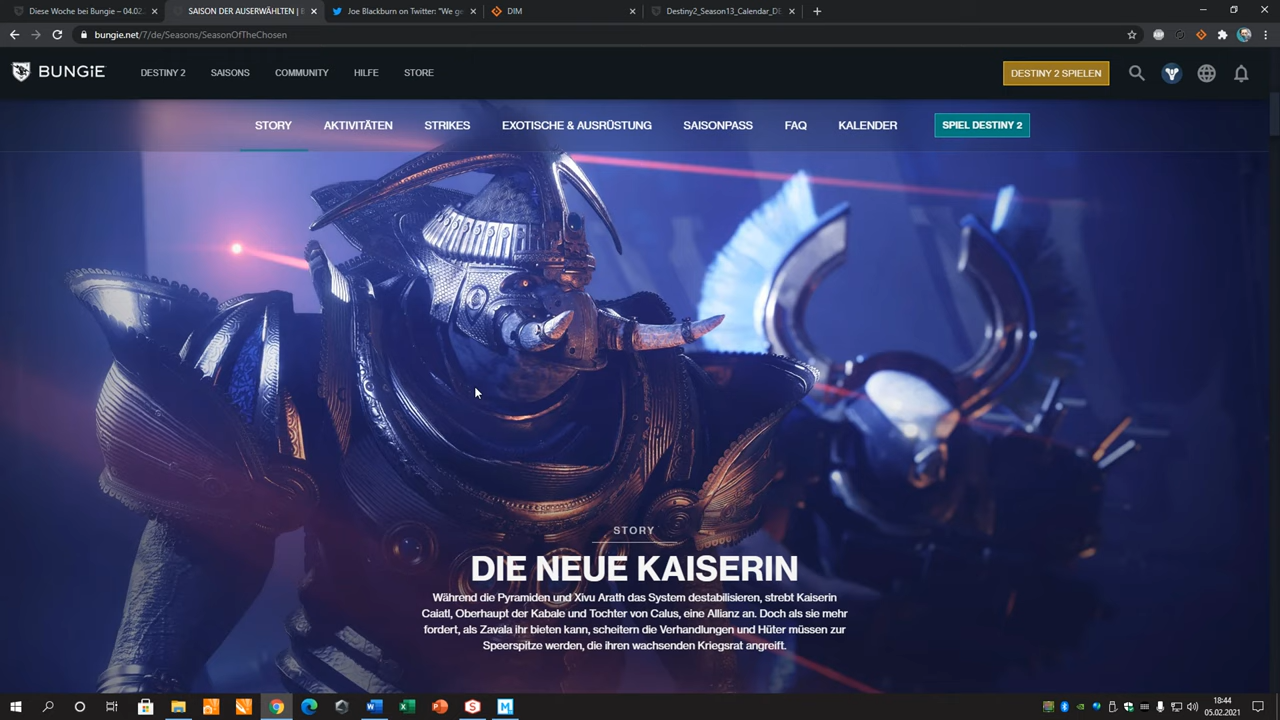 Diese Woche bei Bungie – 04.02.
SAISON DER AUSERWÄHLTEN | B
Joe Blackburn on Twitter: "We ge
DIM
Destiny2_Season13_Calendar_DE
bungie.net/7/de/Seasons/SeasonOfTheChosen
BUNGiE
DESTINY 2
SAISONS
COMMUNITY
HILFE
STORE
DESTINY 2 SPIELEN
STORY
AKTIVITÄTEN
STRIKES
EXOTISCHE & AUSRÜSTUNG
SAISONPASS
FAQ
KALENDER
SPIEL DESTINY 2
STORY
DIE NEUE KAISERIN
Während die Pyramiden und Xivu Arath das System destabilisieren, strebt Kaiserin
Caiatl, Oberhaupt der Kabale und Tochter von Calus, eine Allianz an. Doch als sie mehr
fordert, als Zavala ihr bieten kann, scheitern die Verhandlungen und Hüter müssen zur
Speerspitze werden, die ihren wachsenden Kriegsrat angreift.
18:44
05.02.2021